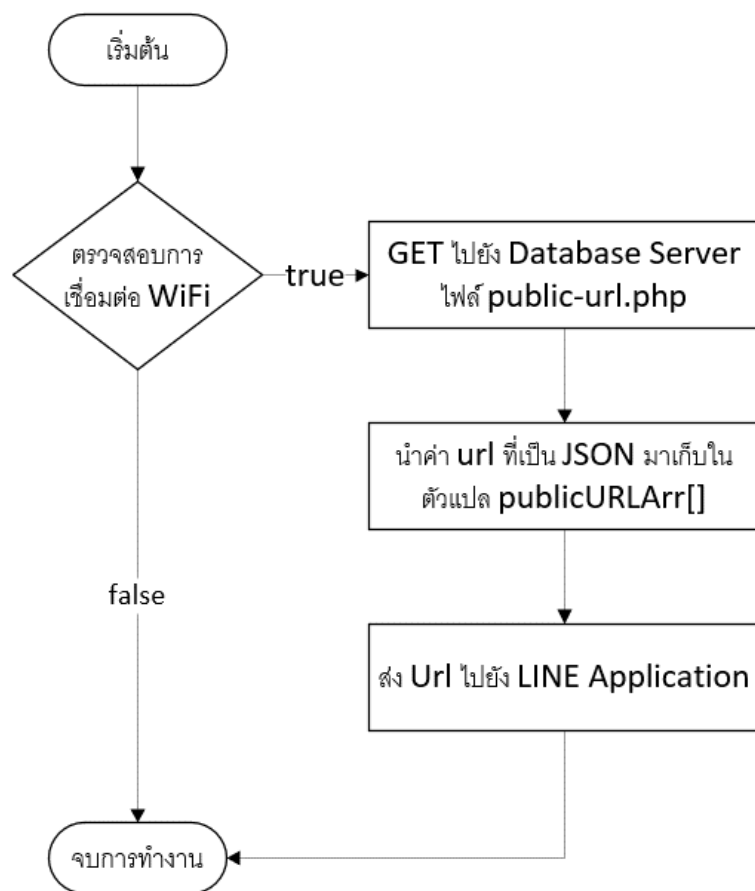 เริ่มต้น
ตรวจสอบการ
เชื่อมต่อ WiFi
true
GET ไปยัง Database Server
ไฟล์ public-url.php
นำค่า url ที่เป็น JSON มาเก็บใน
ตัวแปล publicURLArr[]
false
ส่ง Url ไปยัง LINE Application
จบการทำงาน